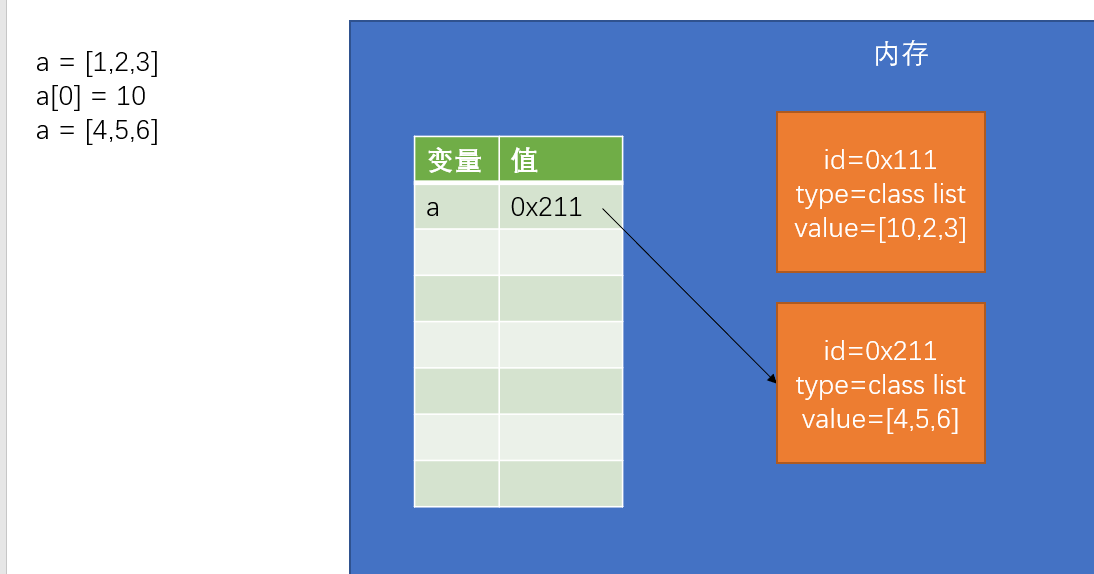 a = [1,2,3]
a[0] = 10
a = [4,5,6]
内存
变量 值
a 0x211
id=0x111
type=class list
value=[10,2,3]
id=0x211
type=class list
value=[4,5,6]